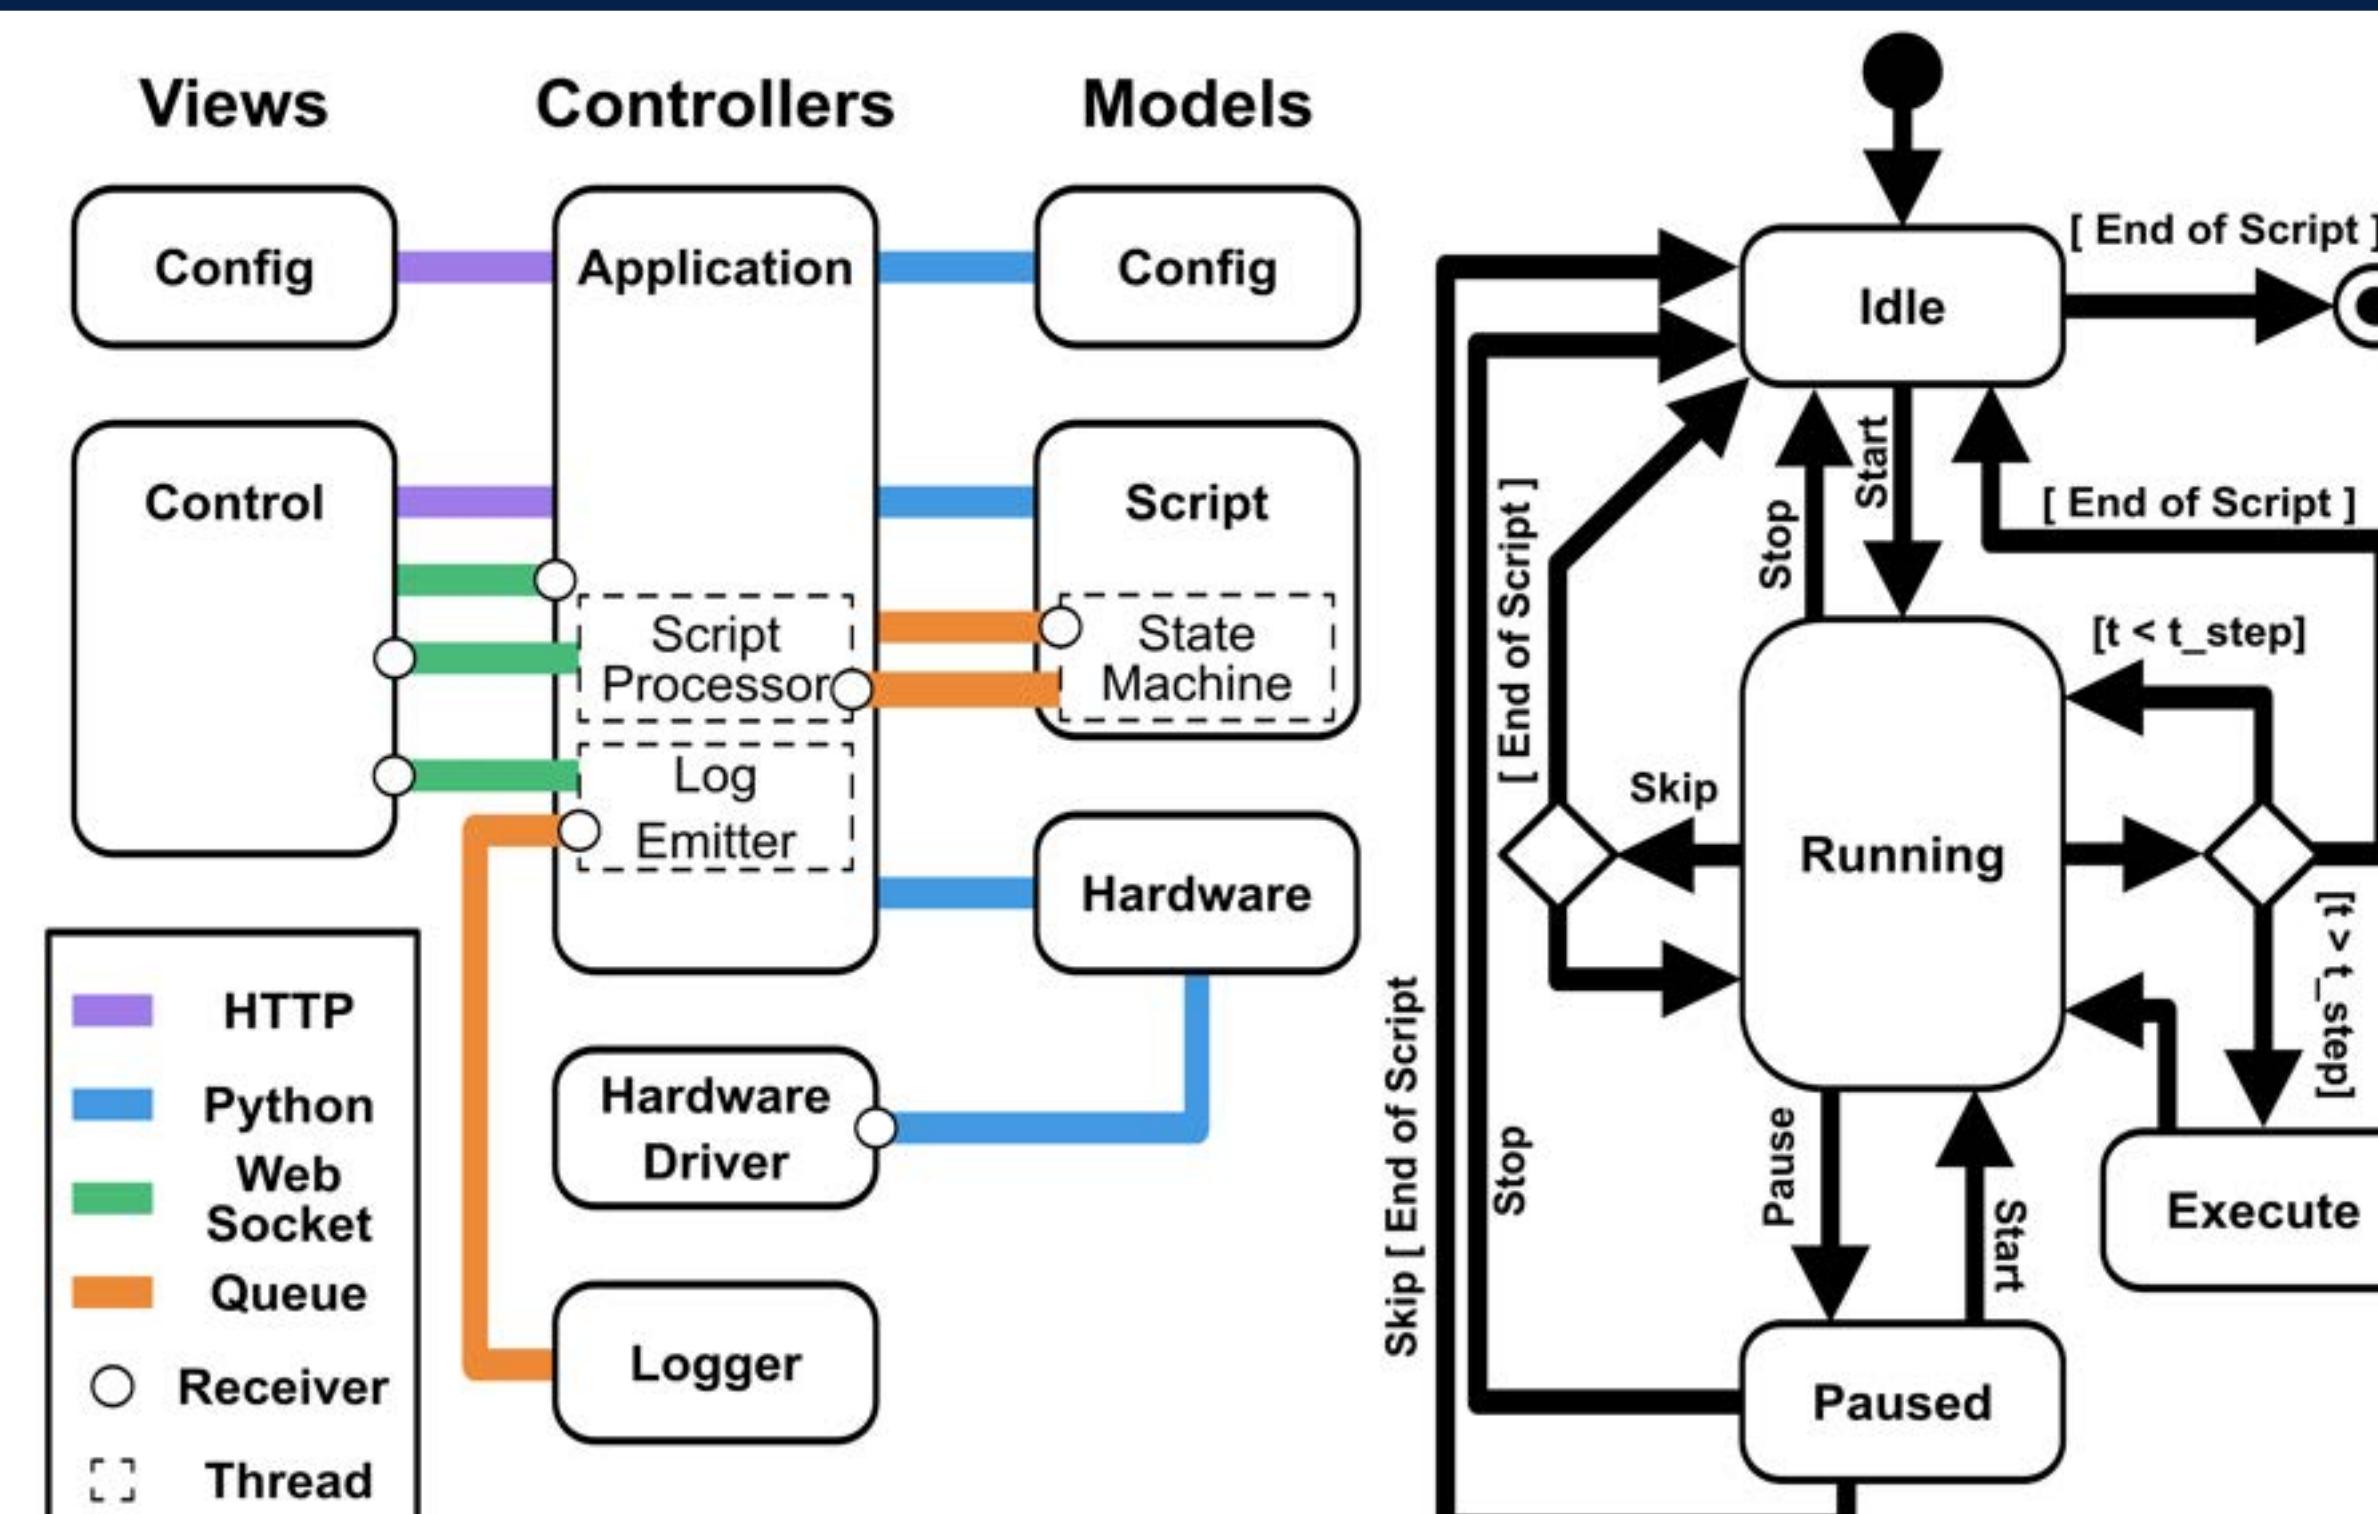 Views
Controllers
Models
Config
Application
Config
Control
Script
Script
Processor
State
Machine
Log
Emitter
Hardware
Hardware
Driver
Logger
HTTP
Python
Web
Socket
Queue
Receiver
Thread
Idle
[ End of Script ]
Stop
Start
[ End of Script ]
[ End of Script ]
[t < t_step]
Skip
Running
[t > t_step]
Skip [ End of Script
Stop
Pause
Start
Execute
Paused